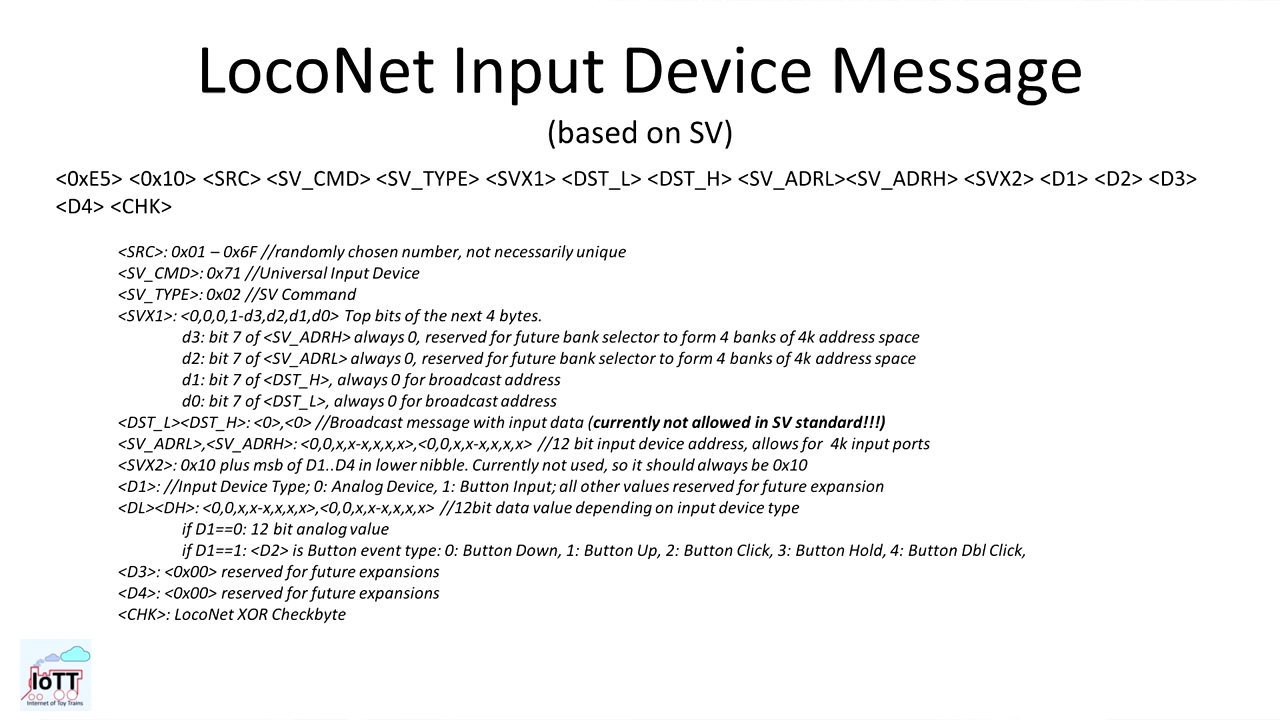 LocoNet Input Device Message
(based on SV)
<0xE5> <0x10> <SRC> <SV_CMD> <SV_TYPE> <SVX1> <DST_L> <DST_H> <SV_ADRL><SV_ADRH> <SVX2> <D1> <D2> <D3>
<D4> <CHK>
<SRC>: 0x01 – 0x6F //randomly chosen number, not necessarily unique
<SV_CMD>: 0x71 //Universal Input Device
<SV_TYPE>: 0x02 //SV Command
<SVX1>: <0,0,0,1-d3,d2,d1,d0> Top bits of the next 4 bytes.
d3: bit 7 of <SV_ADRH> always 0, reserved for future bank selector to form 4 banks of 4k address space
d2: bit 7 of <SV_ADRL> always 0, reserved for future bank selector to form 4 banks of 4k address space
d1: bit 7 of <DST_H>, always 0 for broadcast address
d0: bit 7 of <DST_L>, always 0 for broadcast address
<DST_L><DST_H>: <0>,<0> //Broadcast message with input data (currently not allowed in SV standard!!!)
<SV_ADRL>,<SV_ADRH>: <0,0,x,x-x,x,x,x>,<0,0,x,x-x,x,x,x> //12 bit input device address, allows for 4k input ports
<SVX2>: 0x10 plus msb of D1..D4 in lower nibble. Currently not used, so it should always be 0x10
<D1>: //Input Device Type; 0: Analog Device, 1: Button Input; all other values reserved for future expansion
<DL><DH>: <0,0,x,x-x,x,x,x>,<0,0,x,x-x,x,x,x> //12bit data value depending on input device type
if D1==0: 12 bit analog value
if D1==1: <D2> is Button event type: 0: Button Down, 1: Button Up, 2: Button Click, 3: Button Hold, 4: Button Dbl Click,
<D3>: <0x00> reserved for future expansions
<D4>: <0x00> reserved for future expansions
<CHK>: LocoNet XOR Checkbyte
IoTT
Internet of Toy Trains